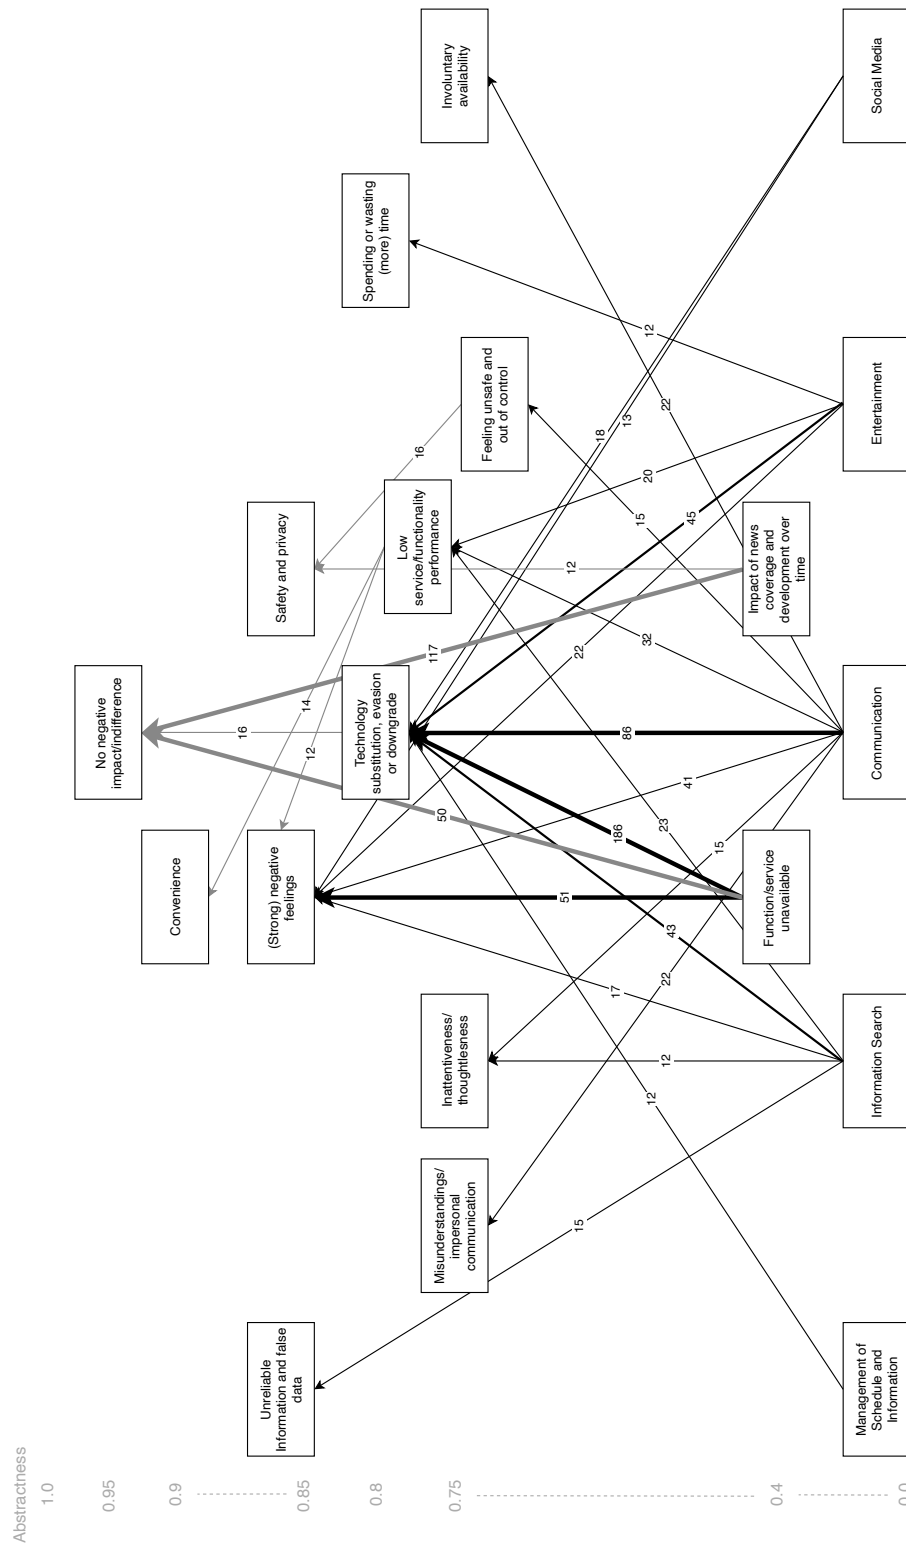 Abstractness
1.0
0.95
0.9
0.85
0.8
0.75
0.4
0.0
No negative
impact/indifference
Convenience
Unreliable
Information and false
data
(Strong) negative
feelings
Safety and privacy
Technology
substitution, evasion
or downgrade
Spending or wasting
(more) time
Low
service/functionality
performance
Misunderstandings/
impersonal
communication
Inattentiveness/
thoughtlesness
Involuntary
availability
Feeling unsafe and
out of control
Function/service
unavailable
Impact of news
coverage and
development over
time
Management of
Schedule and
Information
Information Search
Communication
Entertainment
Social Media
16
14
12
16
117
50
12
18
13
12
22
15
20
45
22
32
86
41
23
15
186
51
43
22
17
12
12
15